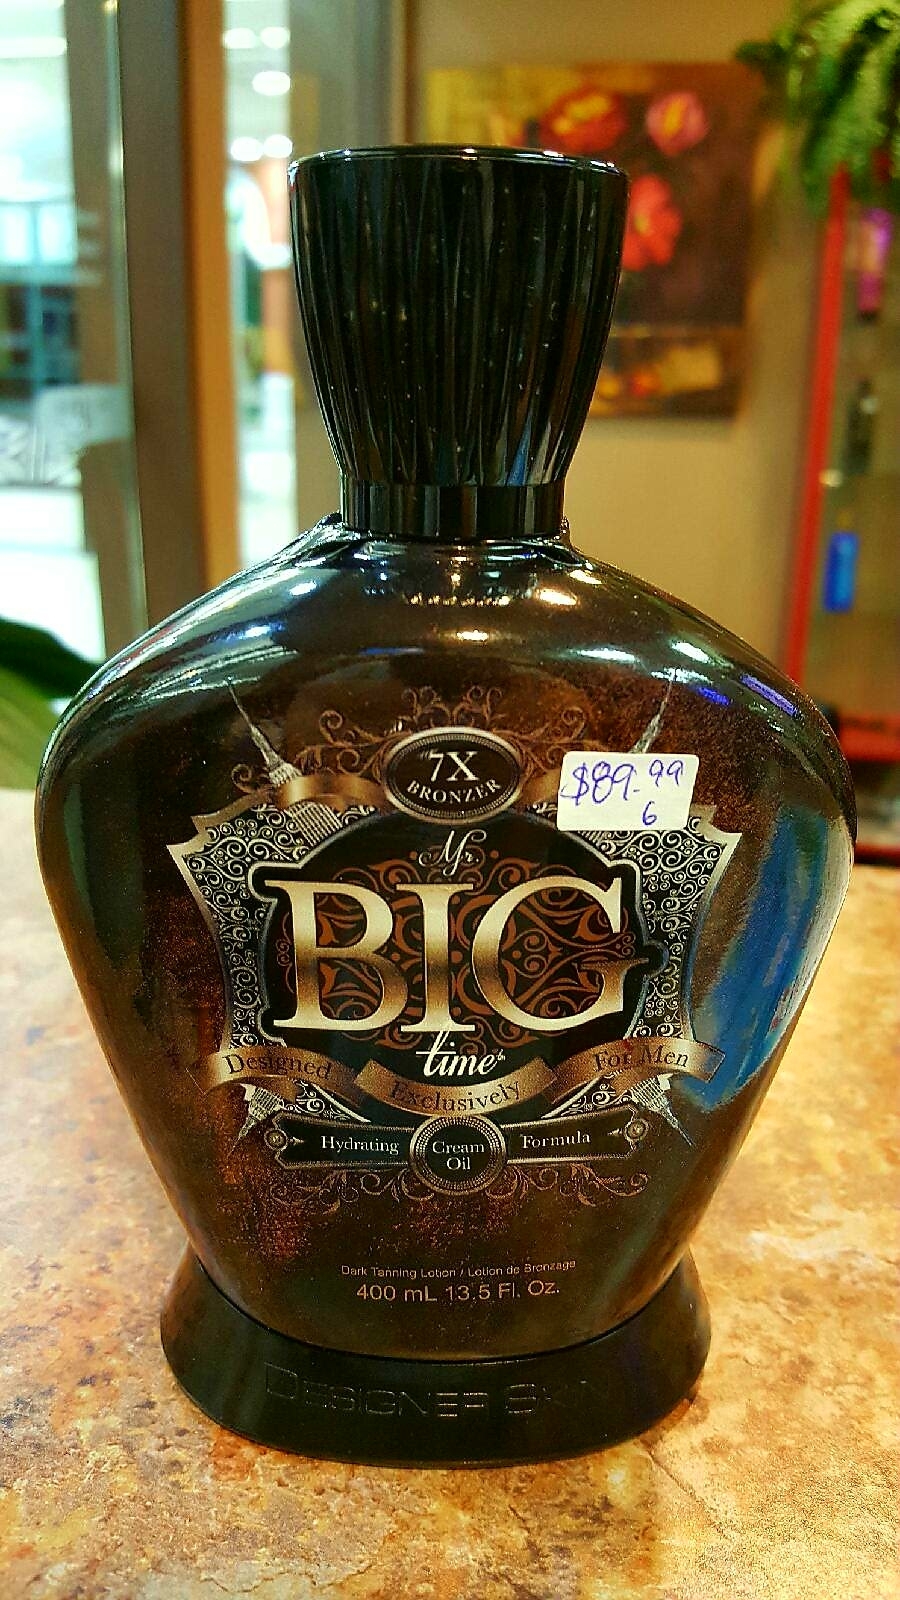 7X
BRONZER
$89.99
6
Mr.
BIG
time
Designed Exclusively For Men
Hydrating Cream Oil Formula
Dark Tanning Lotion / Lotion de Bronzage
400 mL 13.5 Fl. Oz.
DESIGNER SKIN